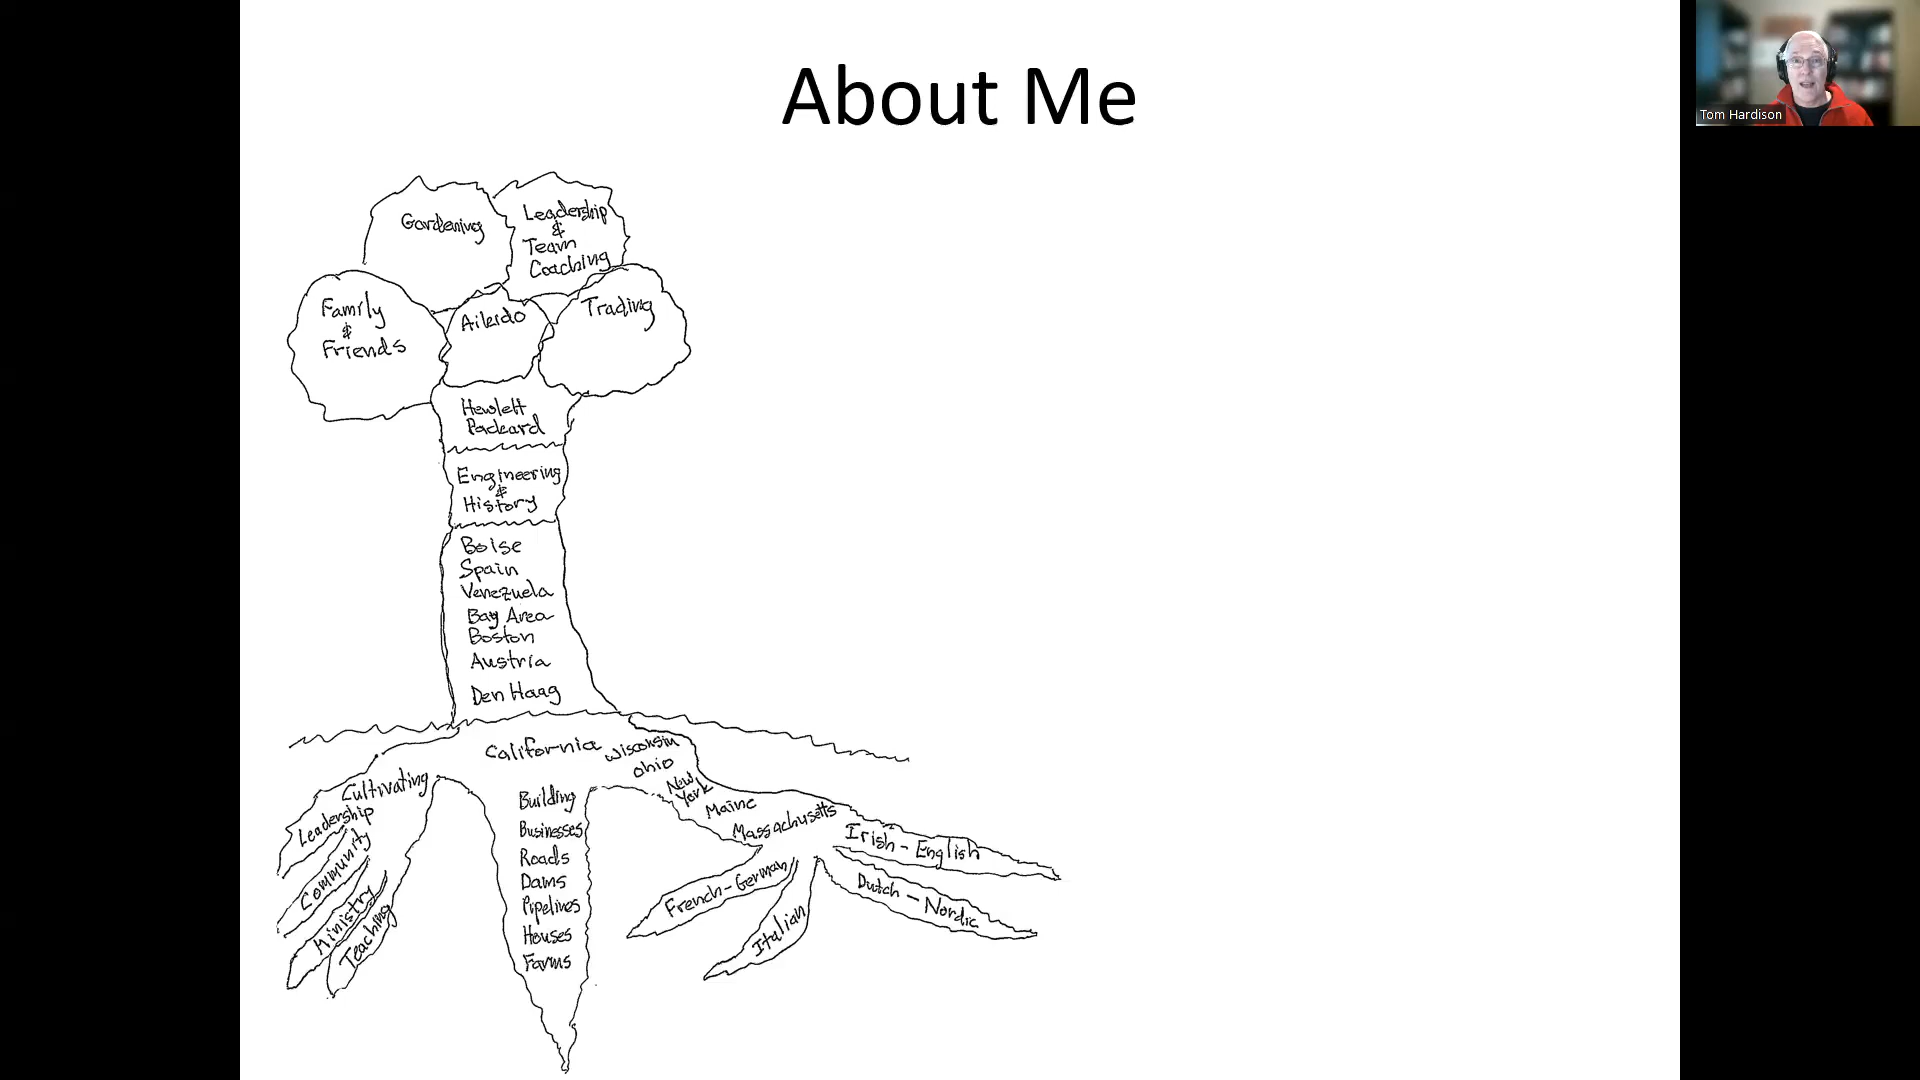 About Me
Tom Hardison
Gardening
Leadership
&
Team
Coaching
Family
&
Friends
Aikido
Trading
Hewlett
Packard
Engineering
&
History
Boise
Spain
Venezuela
Bay Area
Boston
Austria
Den Haag
California
Wisconsin
Ohio
New
York
Maine
Massachusetts
Irish - English
Dutch - Nordic
Italian
French - German
Cultivating
Leadership
Community
Ministry
Teaching
Building
Businesses
Roads
Dams
Pipelines
Houses
Farms